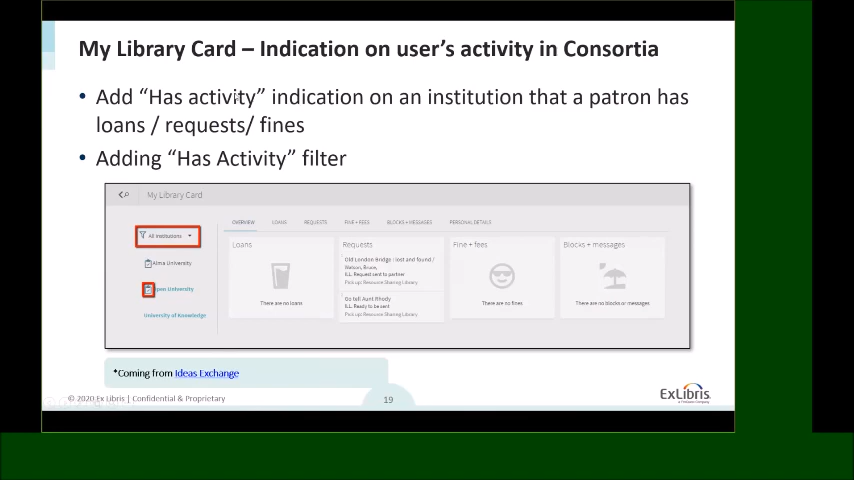 My Library Card – Indication on user's activity in Consortia
• Add “Has activity” indication on an institution that a patron has
loans / requests/ fines
• Adding “Has Activity” filter
My Library Card
All institutions
OVERVIEW LOANS REQUESTS FINE + FEES BLOCKS + MESSAGES PERSONAL DETAILS
Alma University
Open University
University of Knowledge
Loans
There are no loans
Requests
Old London Bridge I lost and found /
Watson, Bruce,
ILL Request sent to partner
Pick up: Resource Sharing Library
Go tell Aunt Rhody
ILL Ready to be sent
Pick up: Resource Sharing Library
Fine + fees
There are no fines
Blocks + messages
There are no blocks or messages
*Coming from Ideas Exchange
© 2020 Ex Libris | Confidential & Proprietary
19
ExLibris